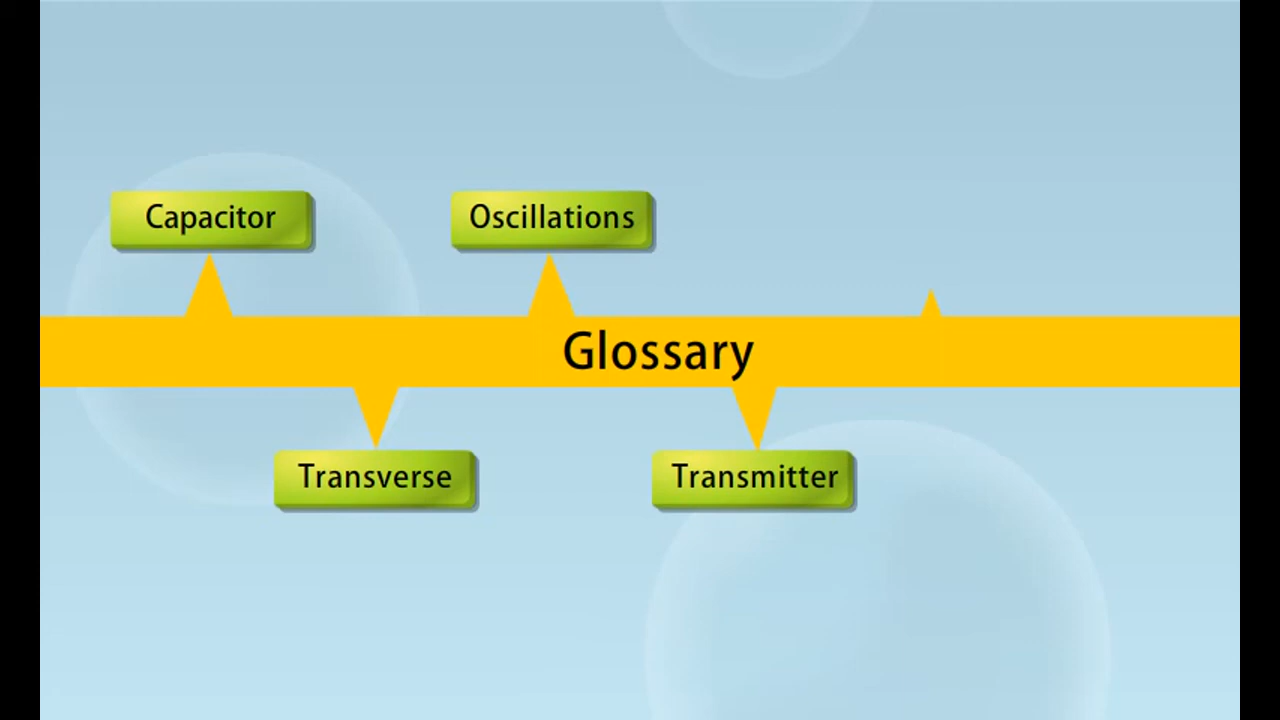 Capacitor
Oscillations
Glossary
Transverse
Transmitter